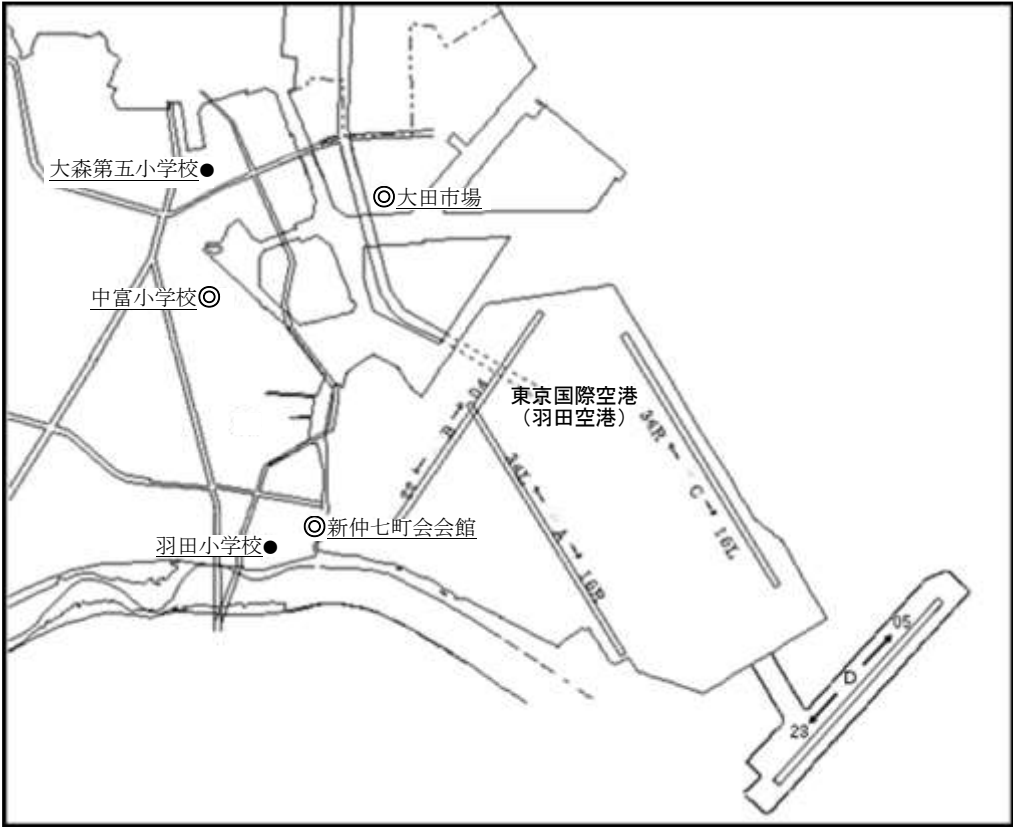 大森第五小学校
大田市場
中富小学校
東京国際空港
（羽田空港）
04
B
22
34L
A
16R
34R
C
16L
新仲七町会会館
羽田小学校
05
D
23